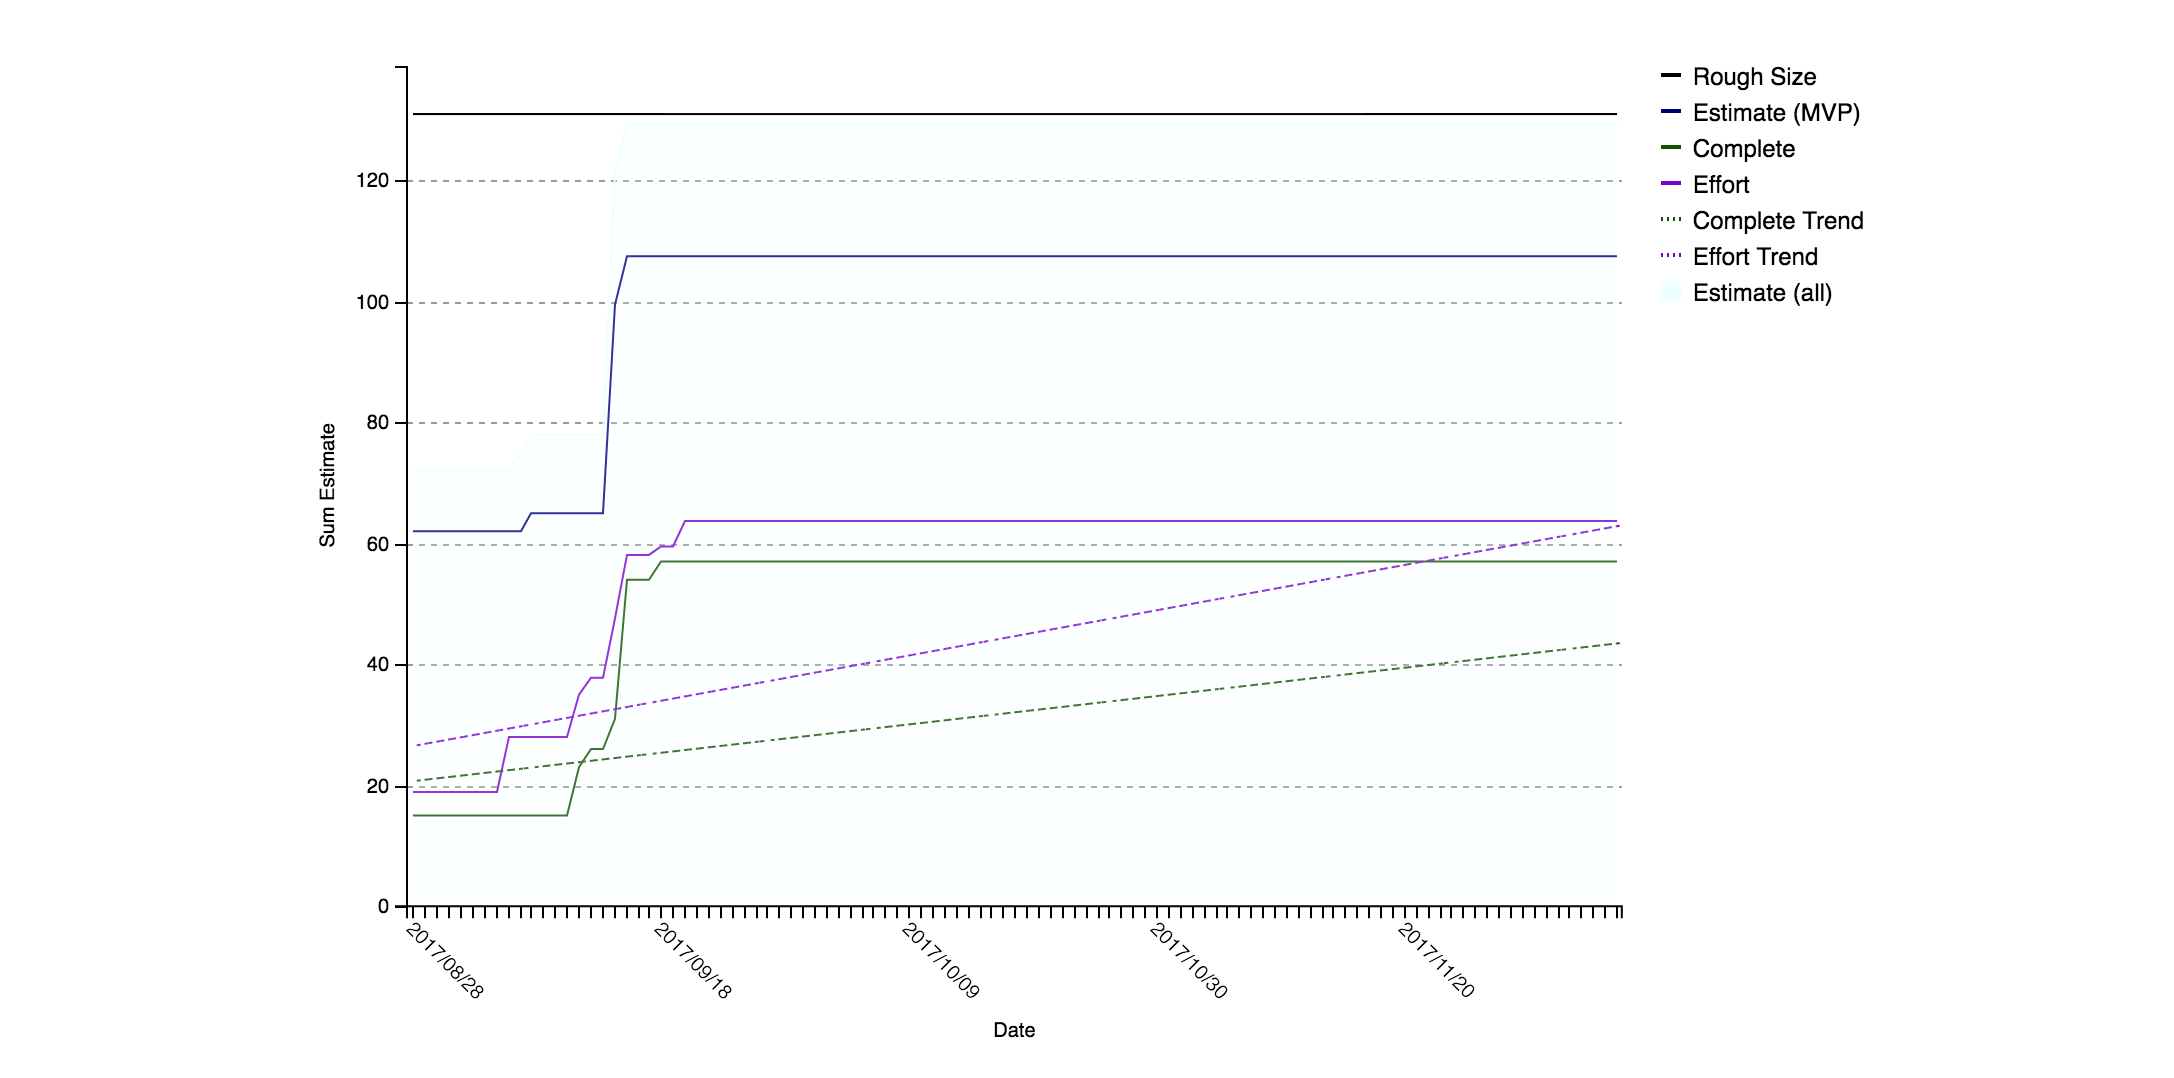 Rough Size
Estimate (MVP)
Complete
Effort
Complete Trend
Effort Trend
Estimate (all)
120
100
80
60
40
20
0
Sum Estimate
2017/08/28
2017/09/18
2017/10/09
2017/10/30
2017/11/20
Date